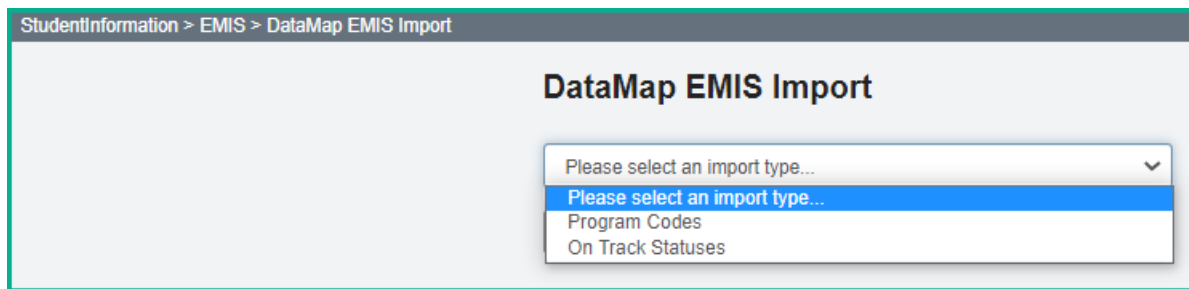 StudentInformation > EMIS > DataMap EMIS Import
DataMap EMIS Import
Please select an import type...
Please select an import type...
Program Codes
On Track Statuses